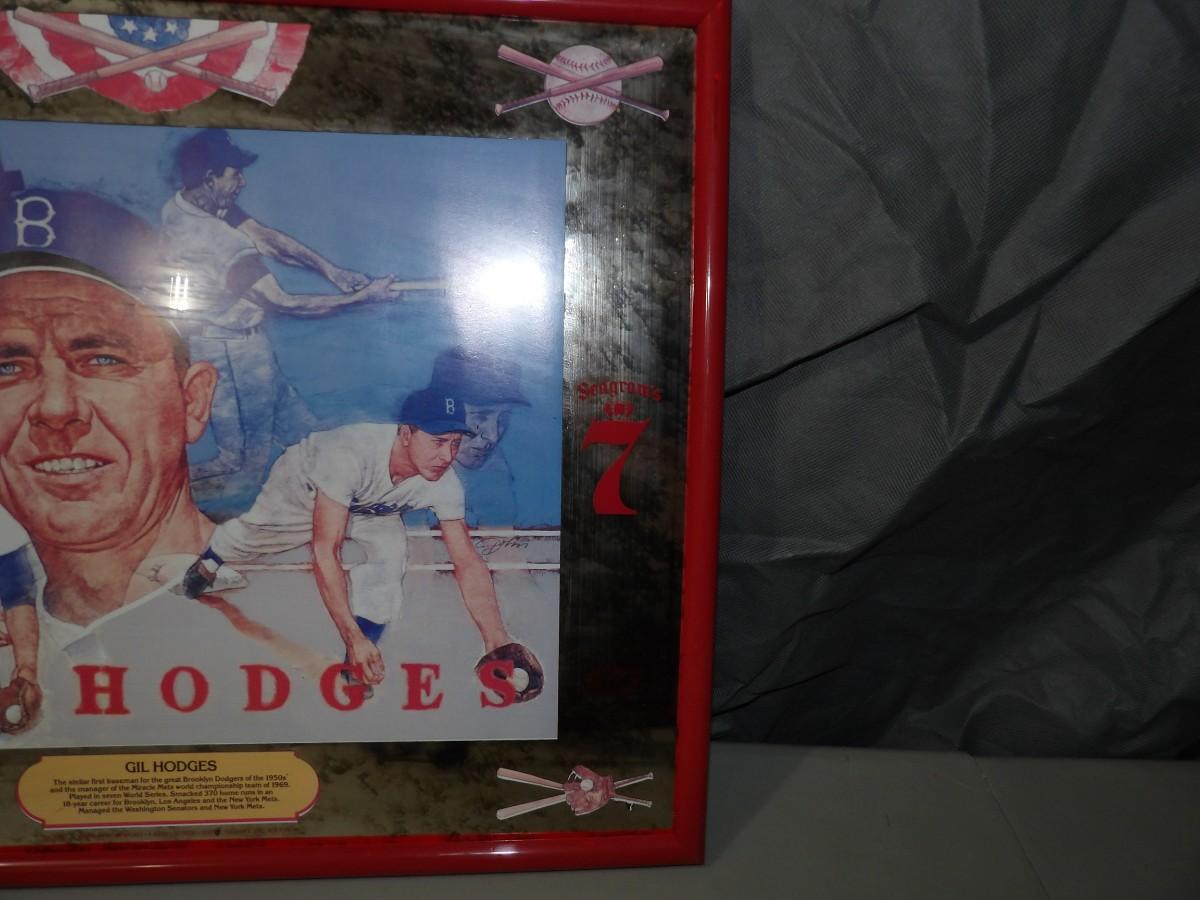 B
B
Seagram's
7
HODGES
GIL HODGES
The stellar first baseman for the great Brooklyn Dodgers of the 1950s'
and the manager of the Miracle Mets world championship team of 1969.
Played in seven World Series. Smacked 370 home runs in an
18-year career for Brooklyn, Los Angeles and the New York Mets.
Managed the Washington Senators and New York Mets.